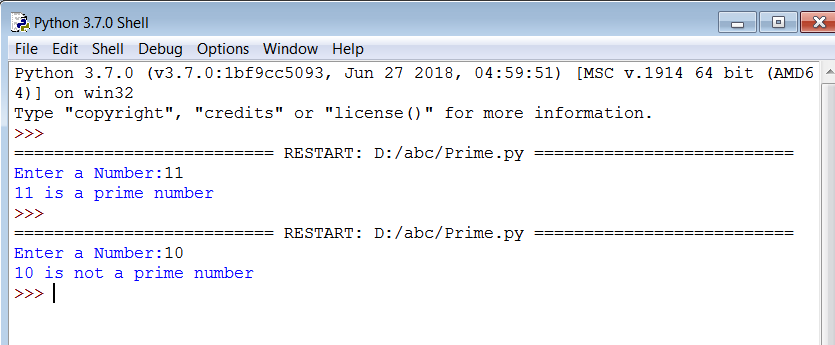 Python 3.7.0 Shell
File Edit Shell Debug Options Window Help
Python 3.7.0 (v3.7.0:1bf9cc5093, Jun 27 2018, 04:59:51) [MSC v.1914 64 bit (AMD6
4)] on win32
Type "copyright", "credits" or "license()" for more information.
>>>
========================== RESTART: D:/abc/Prime.py ==========================
Enter a Number:11
11 is a prime number
>>>
========================== RESTART: D:/abc/Prime.py ==========================
Enter a Number:10
10 is not a prime number
>>>